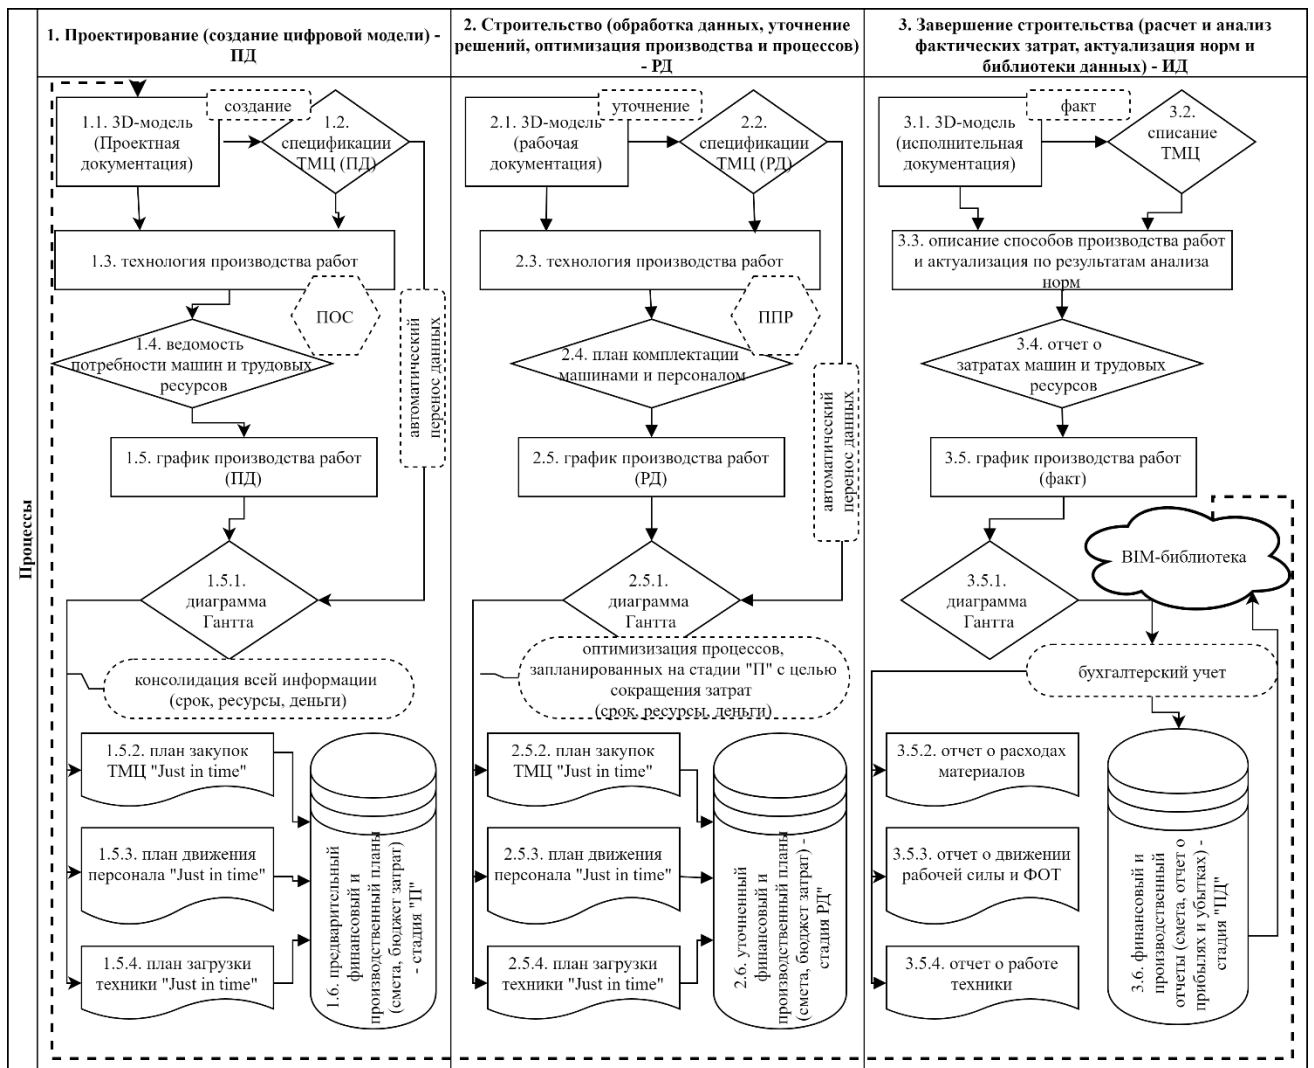 1. Проектирование (создание цифровой модели) -
ПД
2. Строительство (обработка данных, уточнение
решений, оптимизация производства и процессов)
- РД
3. Завершение строительства (расчет и анализ
фактических затрат, актуализация норм и
библиотеки данных) - ИД
Процессы
создание
1.1. 3D-модель
(Проектная
документация)
1.2.
спецификации
ТМЦ (ПД)
1.3. технология производства работ
ПОС
1.4. ведомость
потребности машин и трудовых
ресурсов
автоматический
перенос данных
1.5. график производства работ
(ПД)
1.5.1.
диаграмма
Гантта
консолидация всей информации
(срок, ресурсы, деньги)
1.5.2. план закупок
ТМЦ "Just in time"
1.5.3. план движения
персонала "Just in time"
1.5.4. план загрузки
техники "Just in time"
1.6. предварительный
финансовый и
производственный планы
(смета, бюджет затрат)
- стадия "П"
уточнение
2.1. 3D-модель
(рабочая
документация)
2.2.
спецификации
ТМЦ (РД)
2.3. технология производства работ
ППР
2.4. план комплектации
машинами и персоналом
автоматический
перенос данных
2.5. график производства работ
(РД)
2.5.1.
диаграмма
Гантта
оптимизизация процессов,
запланированных на стадии "П" с целью
сокращения затрат
(срок, ресурсы, деньги)
2.5.2. план закупок
ТМЦ "Just in time"
2.5.3. план движения
персонала "Just in time"
2.5.4. план загрузки
техники "Just in time"
2.6. уточненный
финансовый и
производственный планы
(смета, бюджет затрат) -
стадия РД"
факт
3.1. 3D-модель
(исполнительная
документация)
3.2.
списание
ТМЦ
3.3. описание способов производства работ
и актуализация по результатам анализа
норм
3.4. отчет о
затратах машин и трудовых
ресурсов
3.5. график производства работ
(факт)
BIM-библиотека
3.5.1.
диаграмма
Гантта
бухгалтерский учет
3.5.2. отчет о расходах
материалов
3.5.3. отчет о движении
рабочей силы и ФОТ
3.5.4. отчет о работе
техники
3.6. финансовый и
производственный
отчеты (смета, отчет о
прибылях и убытках) -
стадия "ПД"